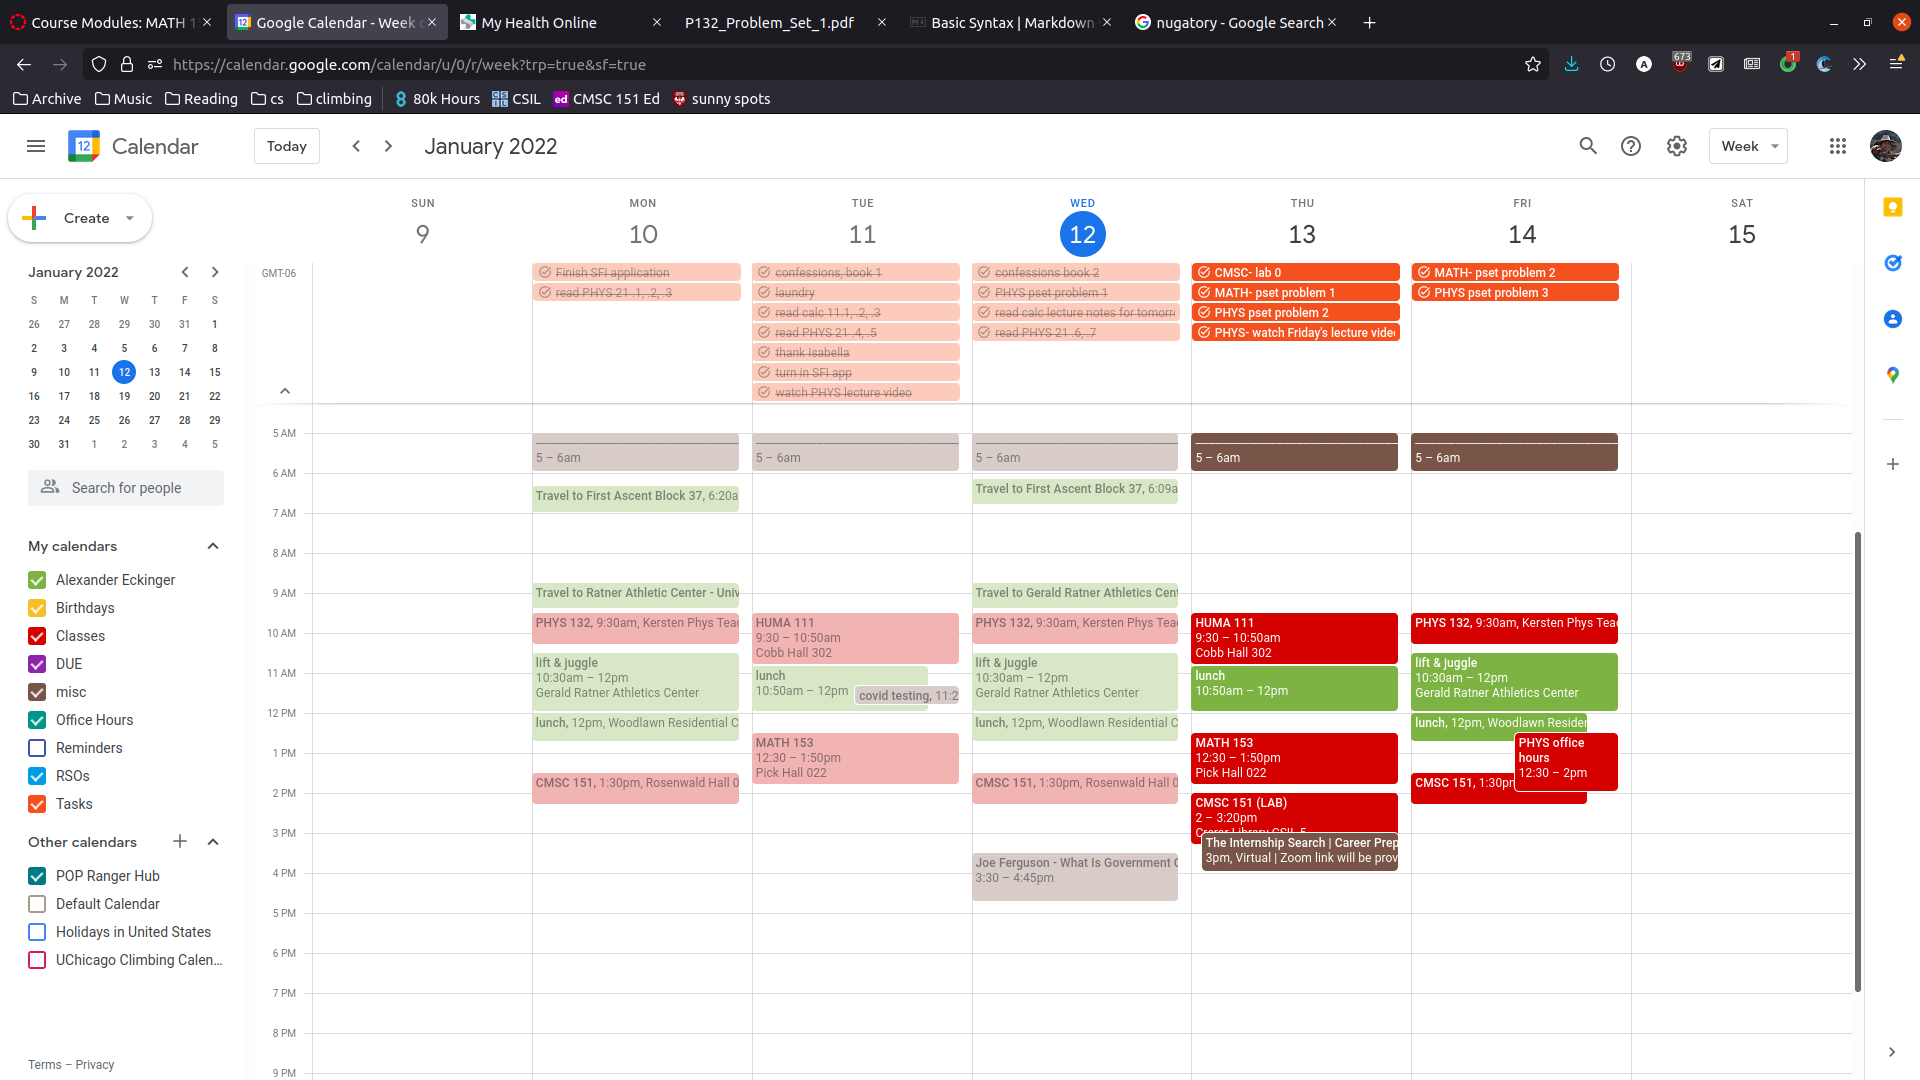 Course Modules: MATH 1
Google Calendar - Week
My Health Online
P132_Problem_Set_1.pdf
Basic Syntax | Markdown
nugatory - Google Search
https://calendar.google.com/calendar/u/0/r/week?trp=true&sf=true
673
1
Archive
Music
Reading
cs
climbing
80k Hours
CSIL
ed
CMSC 151 Ed
sunny spots
12
Calendar
Today
January 2022
Week
Create
January 2022
S M T W T F S
26 27 28 29 30 31 1
2 3 4 5 6 7 8
9 10 11 12 13 14 15
16 17 18 19 20 21 22
23 24 25 26 27 28 29
30 31 1 2 3 4 5
Search for people
My calendars
Alexander Eckinger
Birthdays
Classes
DUE
misc
Office Hours
Reminders
RSOs
Tasks
Other calendars
POP Ranger Hub
Default Calendar
Holidays in United States
UChicago Climbing Calen...
Terms – Privacy
GMT-06
SUN
9
MON
10
TUE
11
WED
12
THU
13
FRI
14
SAT
15
Finish SFI application
read PHYS 21 .1, .2, .3
confessions, book 1
laundry
read calc 11.1, .2, .3
read PHYS 21 .4, .5
thank Isabella
turn in SFI app
watch PHYS lecture video
confessions book 2
PHYS pset problem 1
read calc lecture notes for tomorr
read PHYS 21 .6, .7
CMSC- lab 0
MATH- pset problem 1
PHYS pset problem 2
PHYS- watch Friday's lecture vide
MATH- pset problem 2
PHYS pset problem 3
5 AM
6 AM
7 AM
8 AM
9 AM
10 AM
11 AM
12 PM
1 PM
2 PM
3 PM
4 PM
5 PM
6 PM
7 PM
8 PM
9 PM
5 – 6am
Travel to First Ascent Block 37, 6:20a
Travel to Ratner Athletic Center - Univ
PHYS 132, 9:30am, Kersten Phys Teac
lift & juggle
10:30am – 12pm
Gerald Ratner Athletics Center
lunch, 12pm, Woodlawn Residential C
CMSC 151, 1:30pm, Rosenwald Hall 0
5 – 6am
HUMA 111
9:30 – 10:50am
Cobb Hall 302
lunch
10:50am – 12pm
covid testing, 11:2
MATH 153
12:30 – 1:50pm
Pick Hall 022
5 – 6am
Travel to First Ascent Block 37, 6:09a
Travel to Gerald Ratner Athletics Cent
PHYS 132, 9:30am, Kersten Phys Teac
lift & juggle
10:30am – 12pm
Gerald Ratner Athletics Center
lunch, 12pm, Woodlawn Residential C
CMSC 151, 1:30pm, Rosenwald Hall 0
Joe Ferguson - What Is Government
3:30 – 4:45pm
5 – 6am
HUMA 111
9:30 – 10:50am
Cobb Hall 302
lunch
10:50am – 12pm
MATH 153
12:30 – 1:50pm
Pick Hall 022
CMSC 151 (LAB)
2 – 3:20pm
Crerar Library CSIL 5
The Internship Search | Career Prep
3pm, Virtual | Zoom link will be prov
5 – 6am
PHYS 132, 9:30am, Kersten Phys Teac
lift & juggle
10:30am – 12pm
Gerald Ratner Athletics Center
lunch, 12pm, Woodlawn Resider
PHYS office
hours
12:30 – 2pm
CMSC 151, 1:30pm